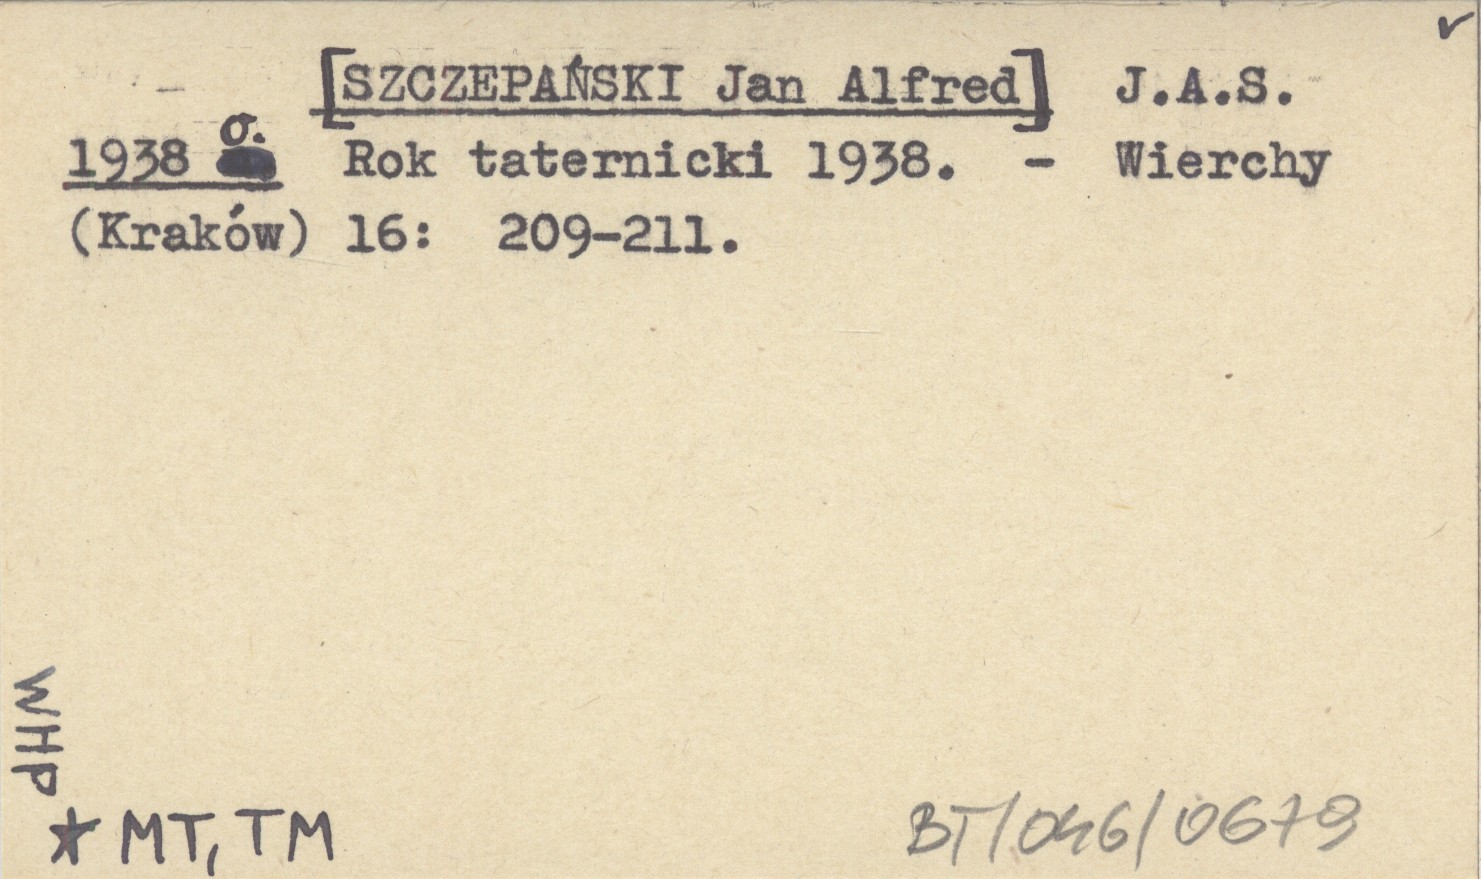 [SZCZEPAŃSKI Jan Alfred] J.A.S.
1938 o. Rok taternicki 1938. - Wierchy
(Kraków) 16: 209-211.
WHP
* MT, TM
BT/046/0679